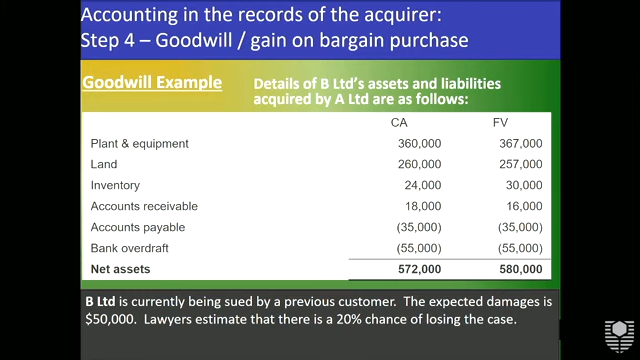 Accounting in the records of the acquirer:
Step 4 – Goodwill / gain on bargain purchase
Goodwill Example
Details of B Ltd's assets and liabilities
acquired by A Ltd are as follows:
CA FV
Plant & equipment 360,000 367,000
Land 260,000 257,000
Inventory 24,000 30,000
Accounts receivable 18,000 16,000
Accounts payable (35,000) (35,000)
Bank overdraft (55,000) (55,000)
Net assets 572,000 580,000
B Ltd is currently being sued by a previous customer. The expected damages is
$50,000. Lawyers estimate that there is a 20% chance of losing the case.